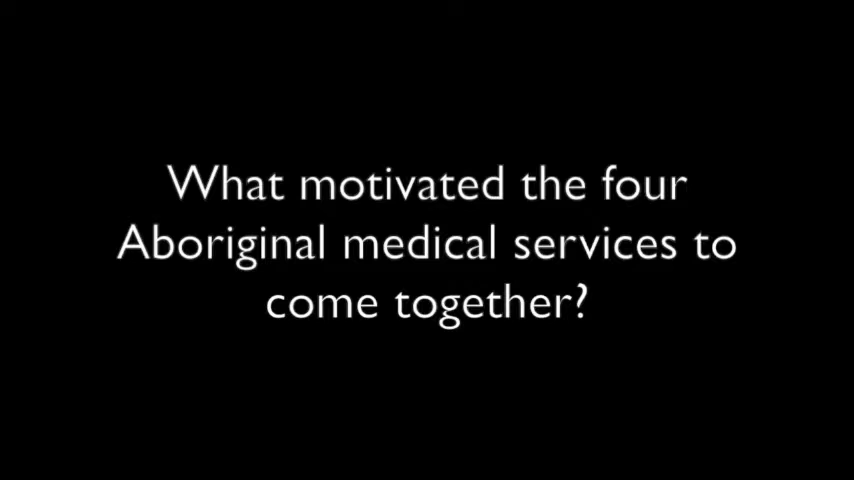 What motivated the four
Aboriginal medical services to
come together?